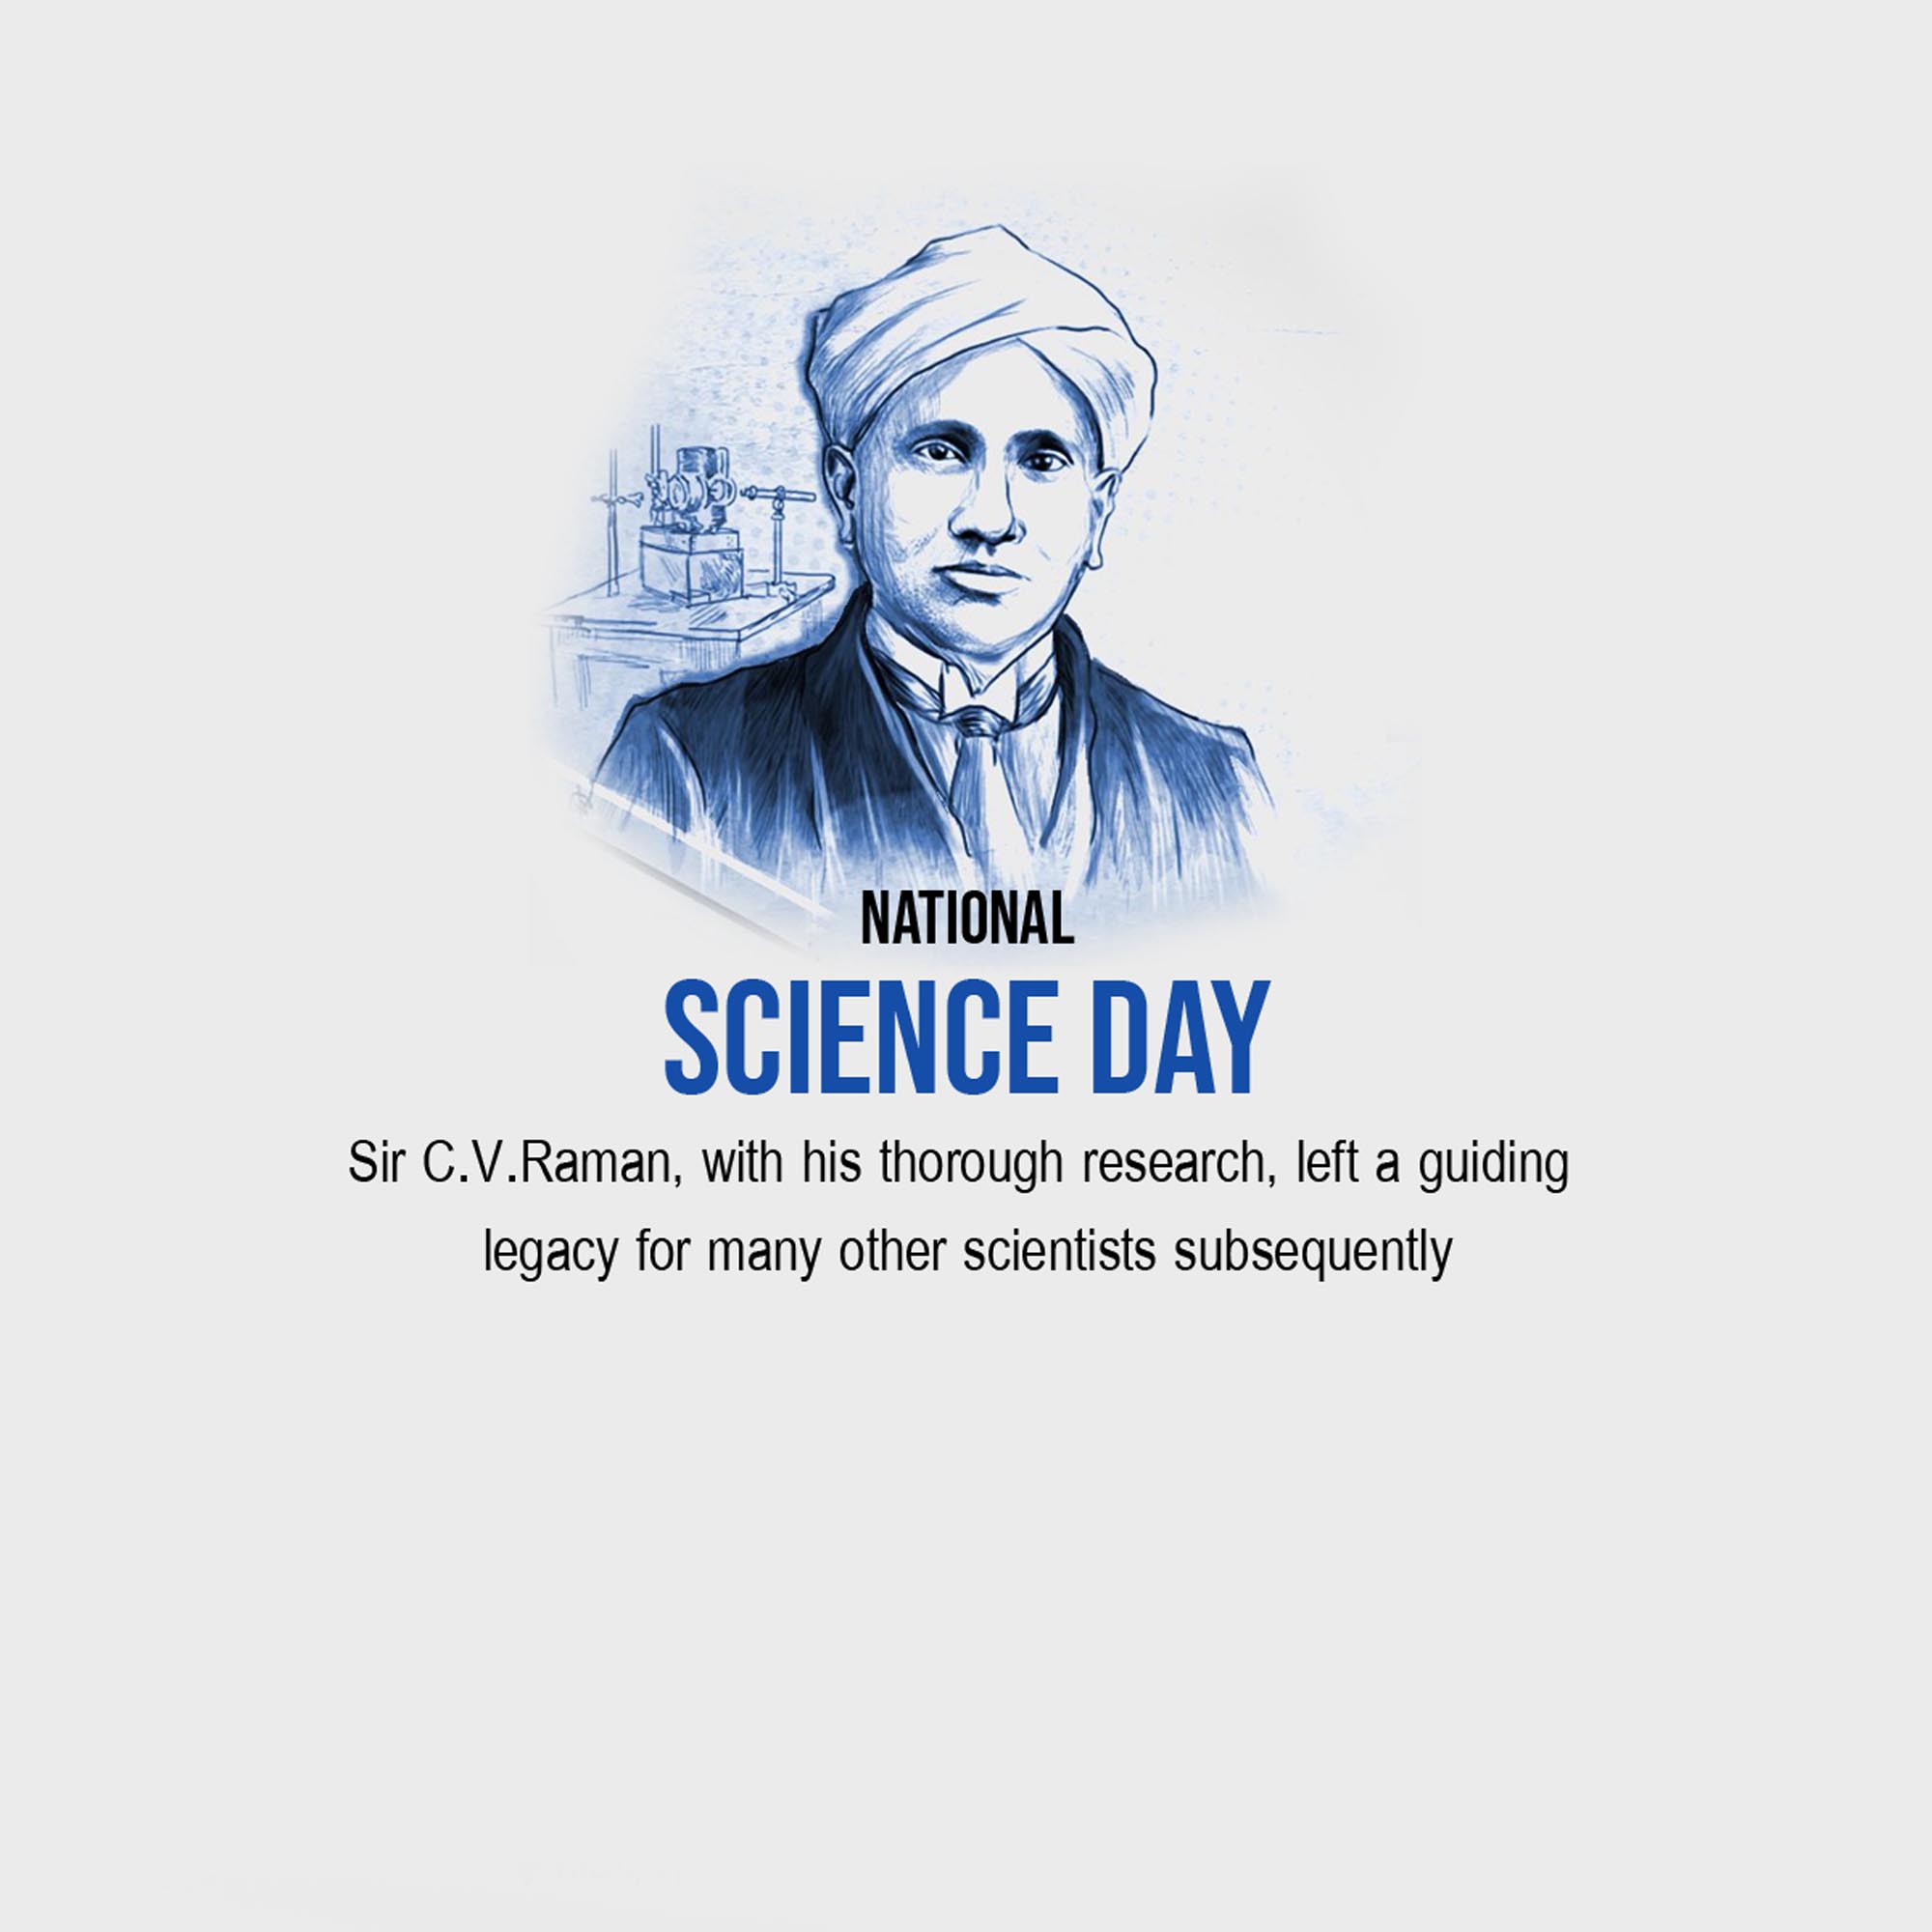 NATIONAL
SCIENCE DAY
Sir C.V.Raman, with his thorough research, left a guiding
legacy for many other scientists subsequently